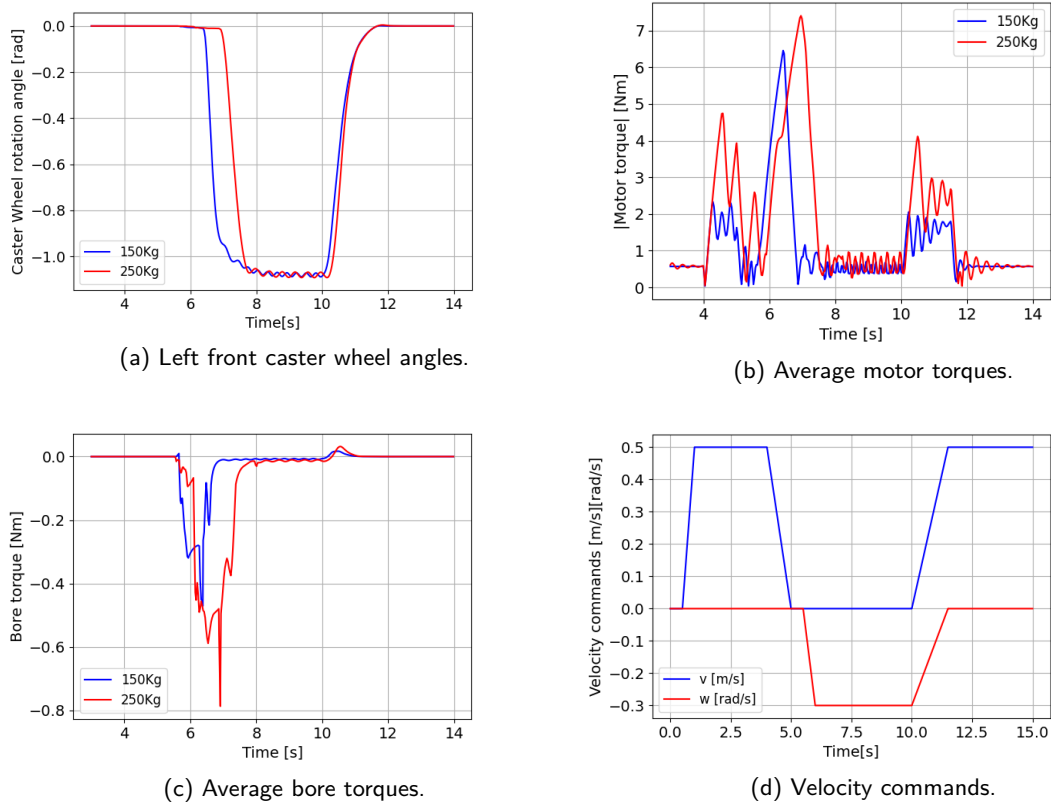 0.0
−0.2
−0.4
−0.6
−0.8
−1.0
Caster Wheel rotation angle [rad]
150Kg
250Kg
4
6
8
10
12
14
Time[s]
(a) Left front caster wheel angles.
7
6
5
4
3
2
1
0
|Motor torque| [Nm]
150Kg
250Kg
4
6
8
10
12
14
Time [s]
(b) Average motor torques.
0.0
−0.2
−0.4
−0.6
−0.8
Bore torque [Nm]
150Kg
250Kg
4
6
8
10
12
14
Time [s]
(c) Average bore torques.
0.5
0.4
0.3
0.2
0.1
0.0
−0.1
−0.2
−0.3
Velocity commands [m/s][rad/s]
v [m/s]
w [rad/s]
0.0
2.5
5.0
7.5
10.0
12.5
15.0
Time[s]
(d) Velocity commands.